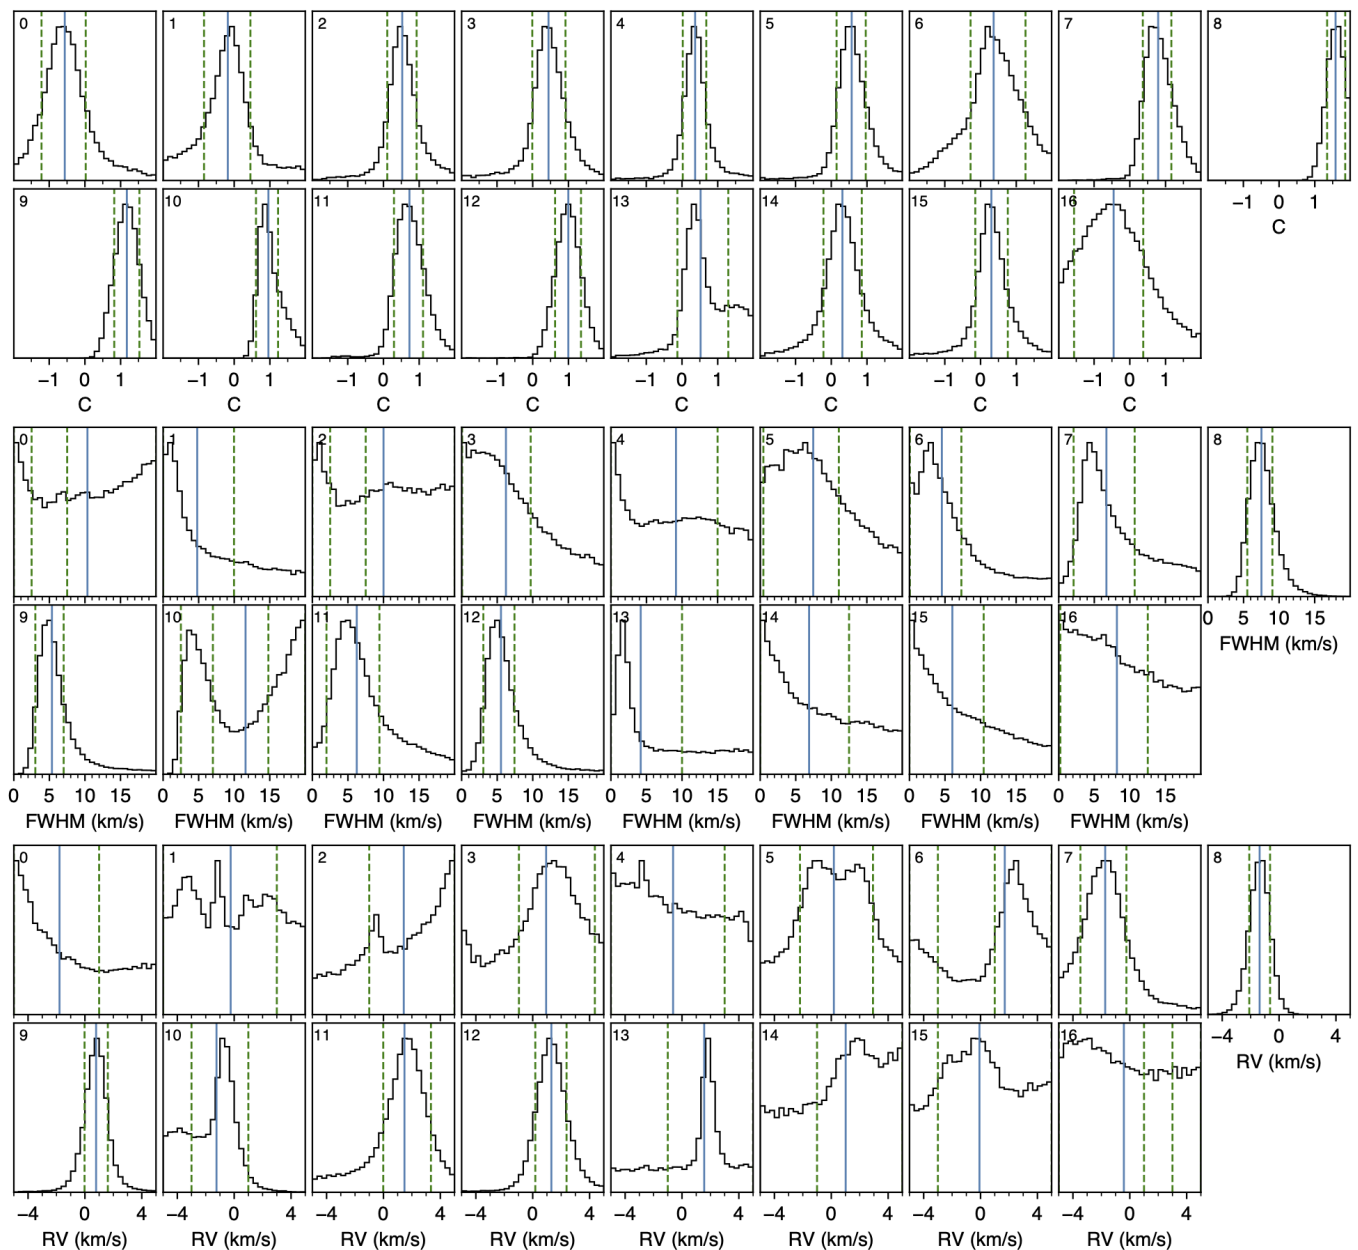 0 1 2 3 4 5 6 7 8
−1 0 1
C
9 10 11 12 13 14 15 16
−1 0 1 −1 0 1 −1 0 1 −1 0 1 −1 0 1 −1 0 1 −1 0 1 −1 0 1
C C C C C C C C
0 1 2 3 4 5 6 7 8
0 5 10 15
FWHM (km/s)
9 10 11 12 13 14 15 16
0 5 10 15 0 5 10 15 0 5 10 15 0 5 10 15 0 5 10 15 0 5 10 15 0 5 10 15 0 5 10 15
FWHM (km/s) FWHM (km/s) FWHM (km/s) FWHM (km/s) FWHM (km/s) FWHM (km/s) FWHM (km/s) FWHM (km/s)
0 1 2 3 4 5 6 7 8
−4 0 4
RV (km/s)
9 10 11 12 13 14 15 16
−4 0 4 −4 0 4 −4 0 4 −4 0 4 −4 0 4 −4 0 4 −4 0 4 −4 0 4
RV (km/s) RV (km/s) RV (km/s) RV (km/s) RV (km/s) RV (km/s) RV (km/s) RV (km/s)